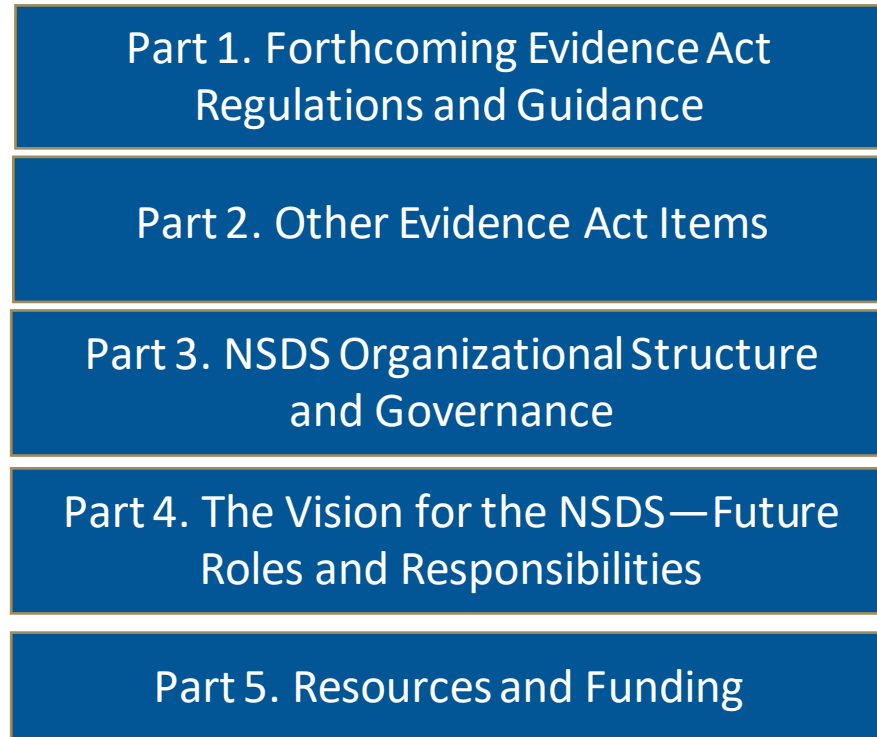 Part 1. Forthcoming Evidence Act
Regulations and Guidance
Part 2. Other Evidence Act Items
Part 3. NSDS Organizational Structure
and Governance
Part 4. The Vision for the NSDS—Future
Roles and Responsibilities
Part 5. Resources and Funding